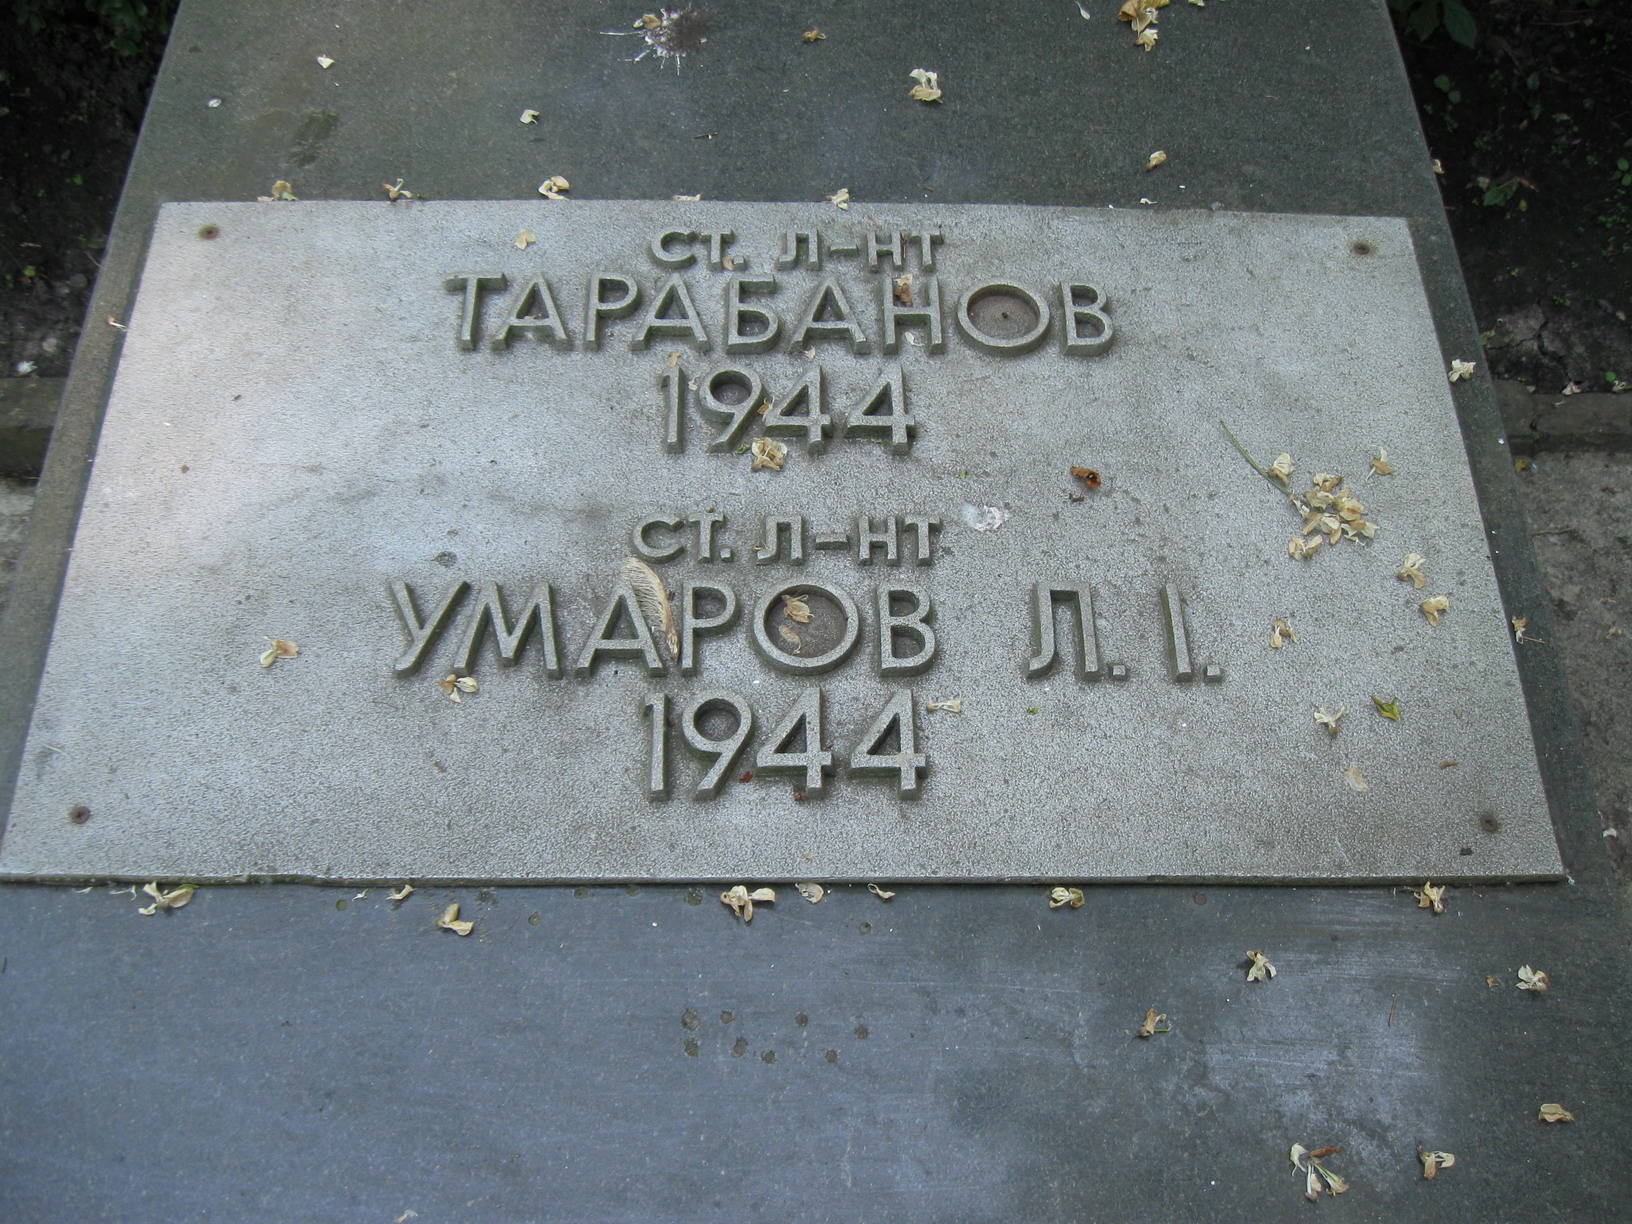 СТ. Л-НТ
ТАРАБАНОВ
1944
СТ. Л-НТ
УМАРОВ Л. І.
1944